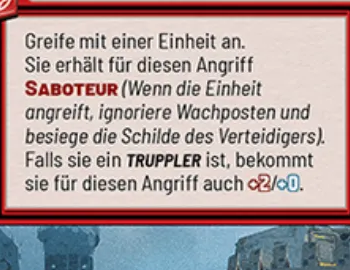 Greife mit einer Einheit an.
Sie erhält für diesen Angriff
SABOTEUR (Wenn die Einheit
angreift, ignoriere Wachposten und
besiege die Schilde des Verteidigers).
Falls sie ein TRUPPLER ist, bekommt
sie für diesen Angriff auch +2/+0.